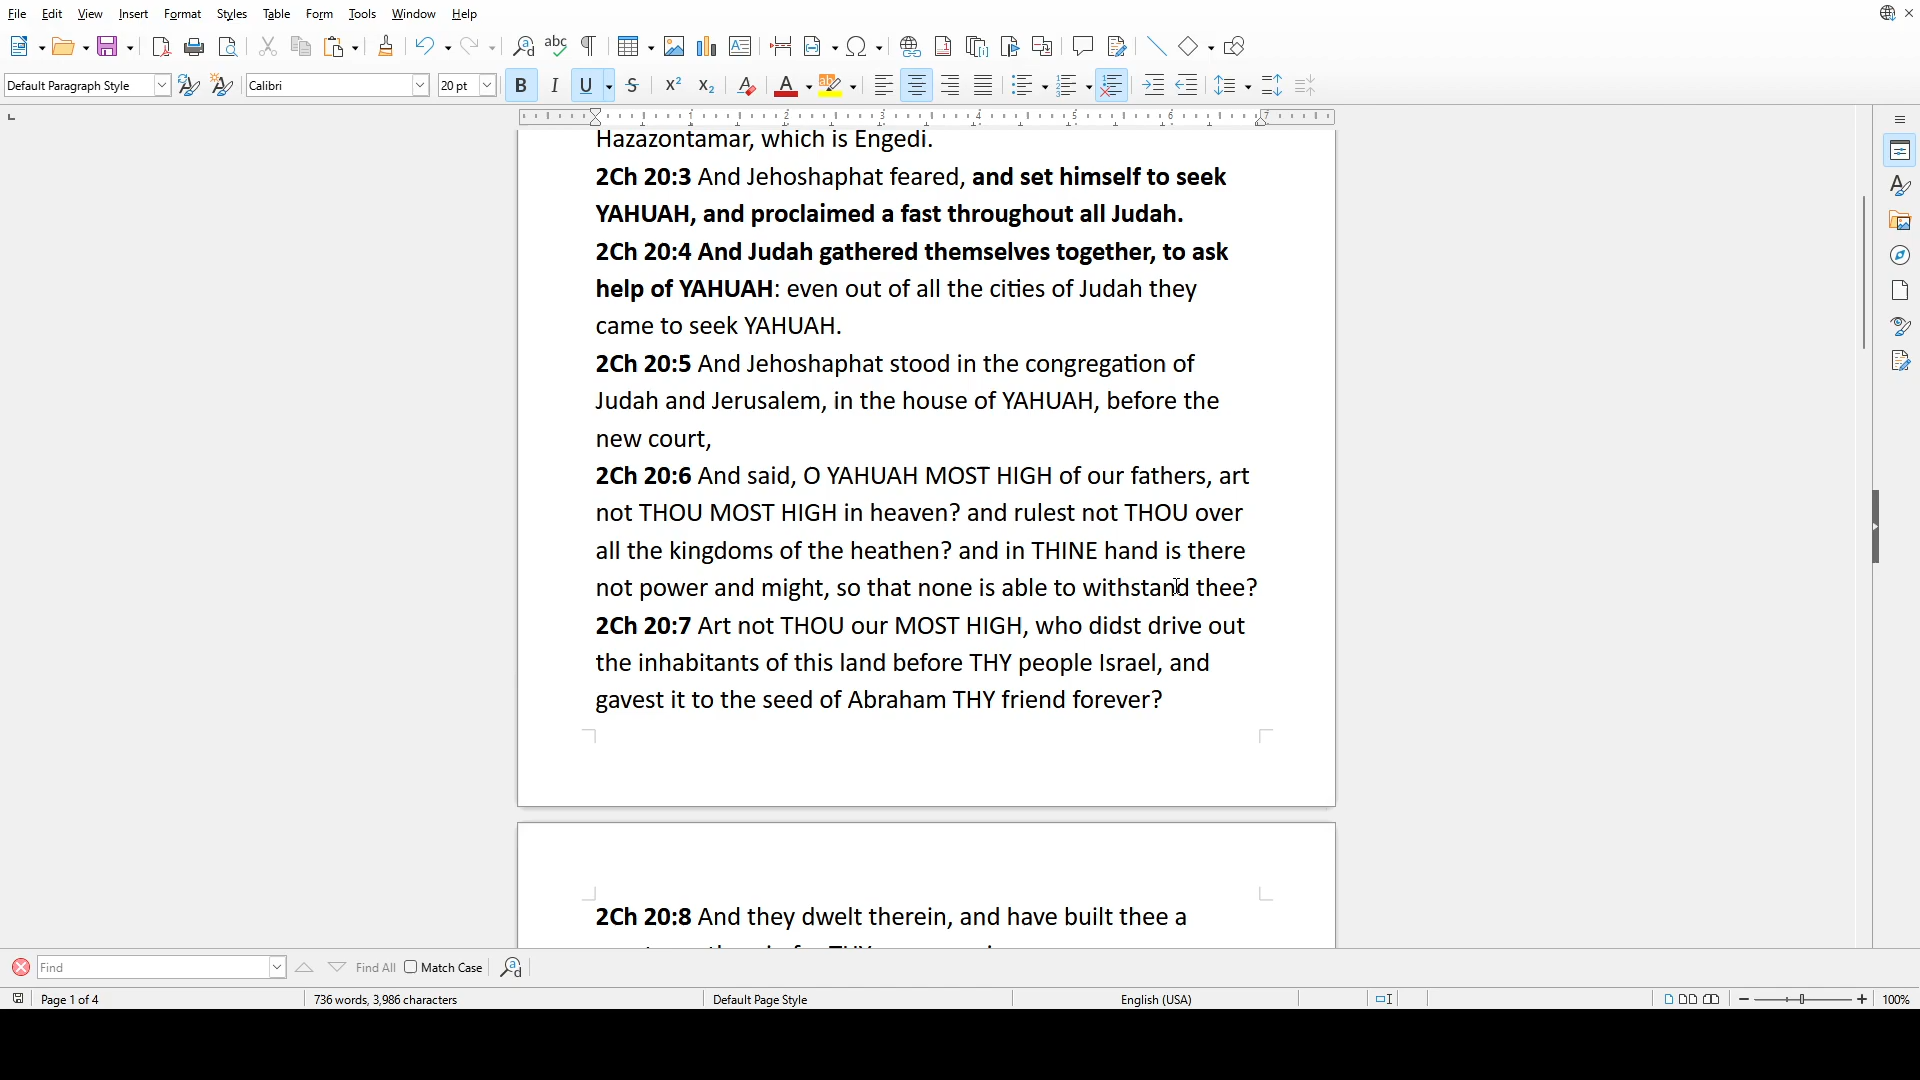 File Edit View Insert Format Styles Table Form Tools Window Help
Default Paragraph Style Calibri 20 pt
Hazazontamar, which is Engedi.
2Ch 20:3 And Jehoshaphat feared, and set himself to seek
YAHUAH, and proclaimed a fast throughout all Judah.
2Ch 20:4 And Judah gathered themselves together, to ask
help of YAHUAH: even out of all the cities of Judah they
came to seek YAHUAH.
2Ch 20:5 And Jehoshaphat stood in the congregation of
Judah and Jerusalem, in the house of YAHUAH, before the
new court,
2Ch 20:6 And said, O YAHUAH MOST HIGH of our fathers, art
not THOU MOST HIGH in heaven? and rulest not THOU over
all the kingdoms of the heathen? and in THINE hand is there
not power and might, so that none is able to withstand thee?
2Ch 20:7 Art not THOU our MOST HIGH, who didst drive out
the inhabitants of this land before THY people Israel, and
gavest it to the seed of Abraham THY friend forever?
2Ch 20:8 And they dwelt therein, and have built thee a
Find Find All Match Case
Page 1 of 4 736 words, 3,986 characters Default Page Style English (USA) 100%